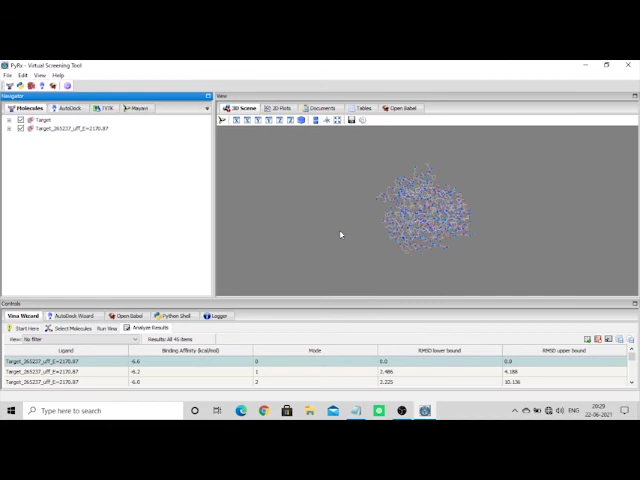 PyRx - Virtual Screening Tool
File Edit View Help
Navigator
View
Molecules AutoDock TVTK Mayavi
3D Scene 2D Plots Documents Tables Open Babel
Target
Target_265237_uff_E=2170.87
Controls
Vina Wizard AutoDock Wizard Open Babel Python Shell Logger
Start Here Select Molecules Run Vina Analyze Results
View: No filter Results: All 45 items
Ligand Binding Affinity (kcal/mol) Mode RMSD lower bound RMSD upper bound
Target_265237_uff_E=2170.87 -6.6 0 0.0 0.0
Target_265237_uff_E=2170.87 -6.2 1 2.486 4.188
Target_265237_uff_E=2170.87 -6.0 2 2.225 10.136
Type here to search
ENG
20:29
22-06-2021